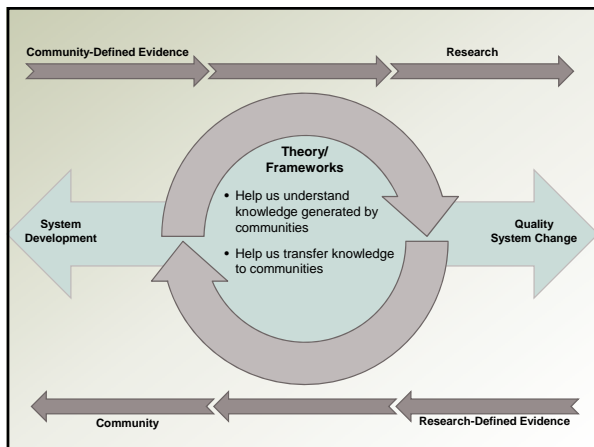 Community-Defined Evidence
Research
Theory/
Frameworks
• Help us understand
knowledge generated by
communities
• Help us transfer knowledge
to communities
System
Development
Quality
System Change
Community
Research-Defined Evidence